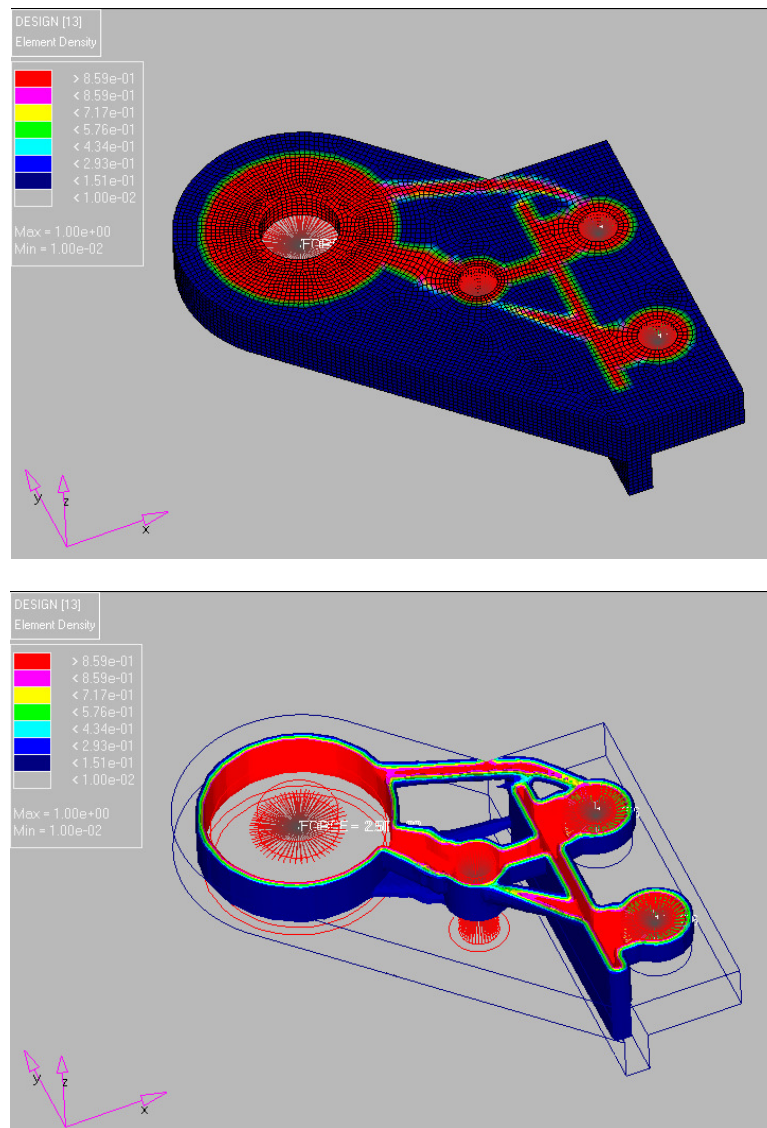 DESIGN [13]
Element Density
> 8.59e-01
< 8.59e-01
< 7.17e-01
< 5.76e-01
< 4.34e-01
< 2.93e-01
< 1.51e-01
< 1.00e-02
Max = 1.00e+00
Min = 1.00e-02
y
z
x
DESIGN [13]
Element Density
> 8.59e-01
< 8.59e-01
< 7.17e-01
< 5.76e-01
< 4.34e-01
< 2.93e-01
< 1.51e-01
< 1.00e-02
Max = 1.00e+00
Min = 1.00e-02
FORCE =
y
z
x